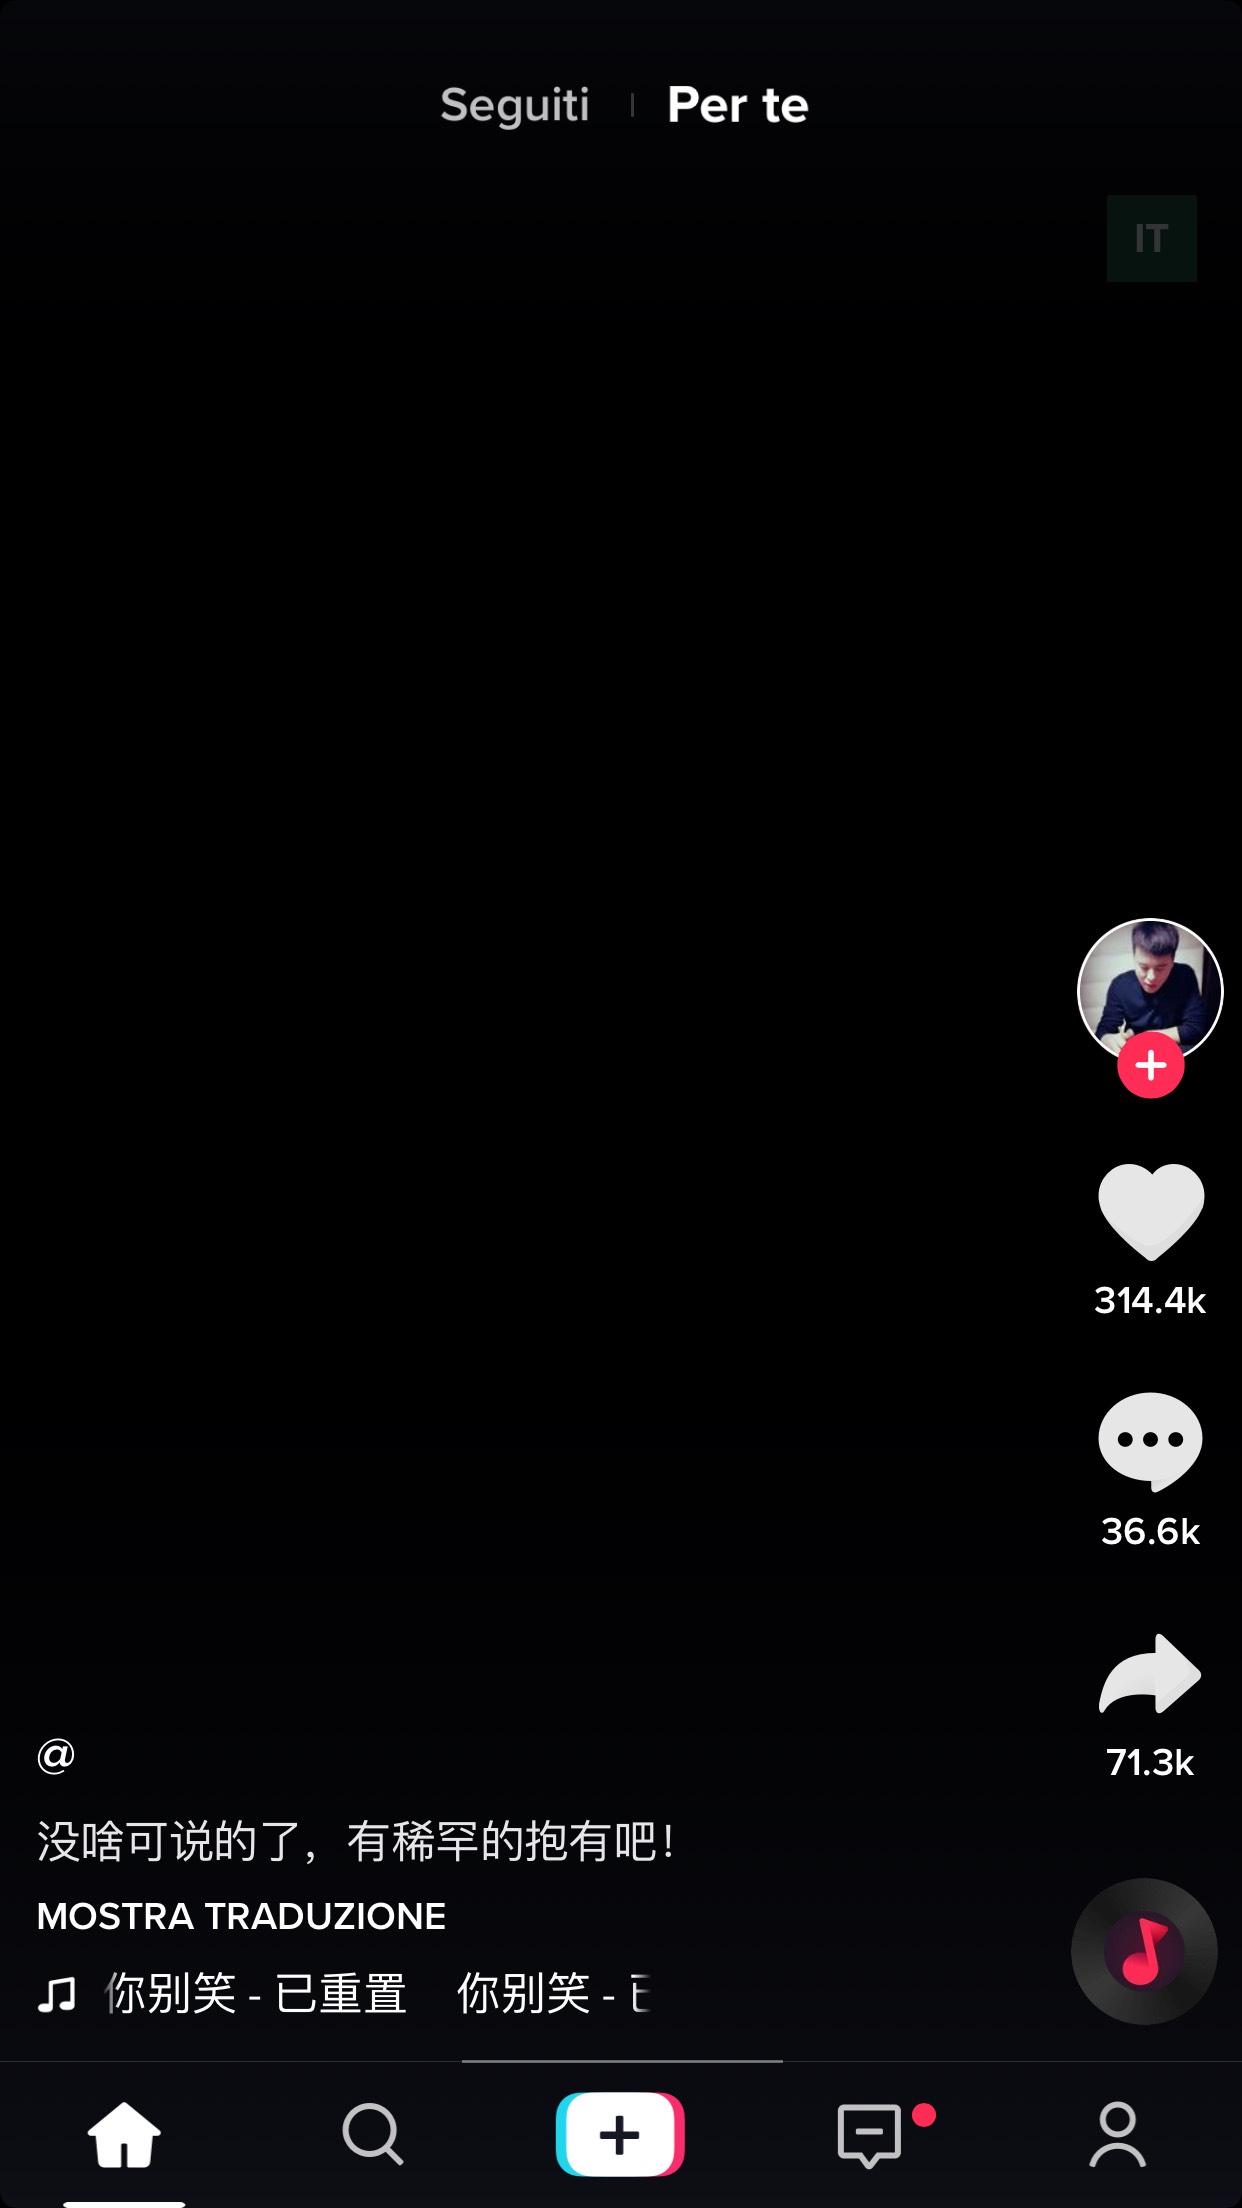 Seguiti | Per te
IT
314.4k
36.6k
71.3k
@
没啥可说的了，有稀罕的抱有吧！
MOSTRA TRADUZIONE
你别笑 - 已重置 你别笑 - 已